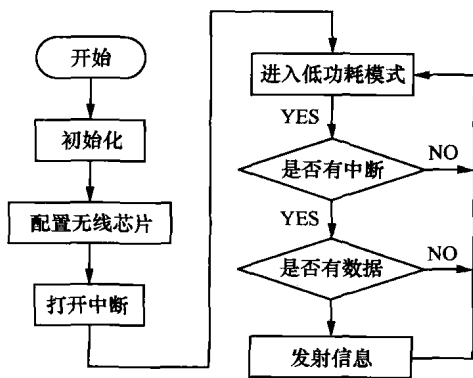 开始
初始化
配置无线芯片
打开中断
进入低功耗模式
YES
是否有中断
NO
YES
是否有数据
NO
发射信息